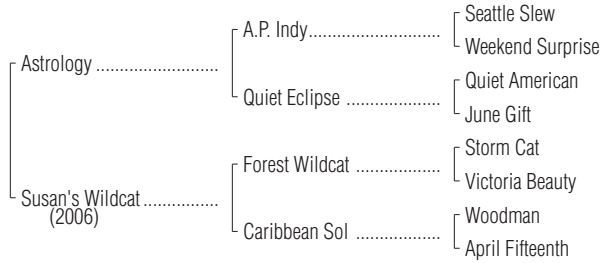 Seattle Slew
A.P. Indy..............................
Weekend Surprise
Astrology ............................
Quiet American
Quiet Eclipse ......................
June Gift
Storm Cat
Forest Wildcat ....................
Victoria Beauty
Susan's Wildcat .................
(2006)
Woodman
Caribbean Sol ....................
April Fifteenth